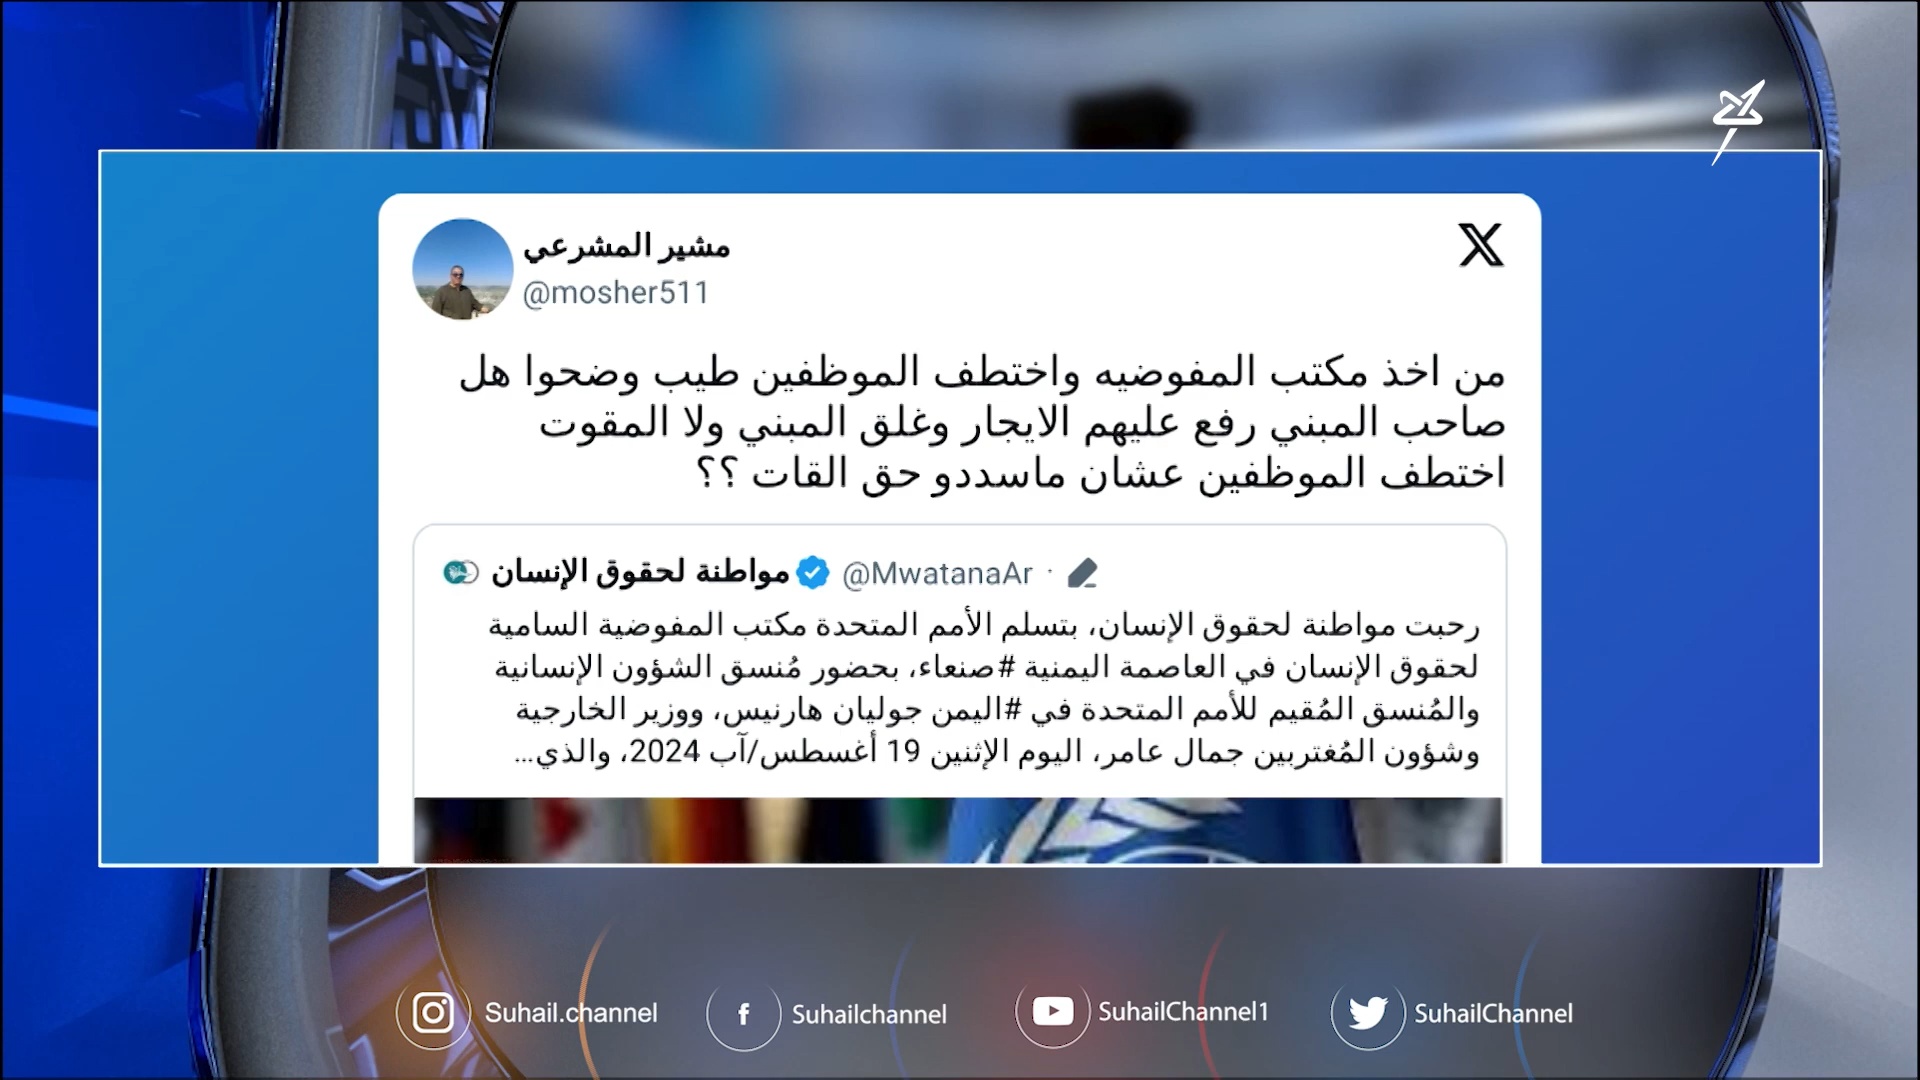 مشير المشرعي
@mosher511
من اخذ مكتب المفوضيه واختطف الموظفين طيب وضحوا هل
صاحب المبني رفع عليهم الايجار وغلق المبني ولا المقوت
اختطف الموظفين عشان ماسددو حق القات ؟؟
مواطنة لحقوق الإنسان @MwatanaAr ·
رحبت مواطنة لحقوق الإنسان، بتسلم الأمم المتحدة مكتب المفوضية السامية
لحقوق الإنسان في العاصمة اليمنية #صنعاء، بحضور مُنسق الشؤون الإنسانية
والمُنسق المُقيم للأمم المتحدة في #اليمن جوليان هارنيس، ووزير الخارجية
وشؤون المُغتربين جمال عامر، اليوم الإثنين 19 أغسطس/آب 2024، والذي...
Suhail.channel
Suhailchannel
SuhailChannel1
SuhailChannel